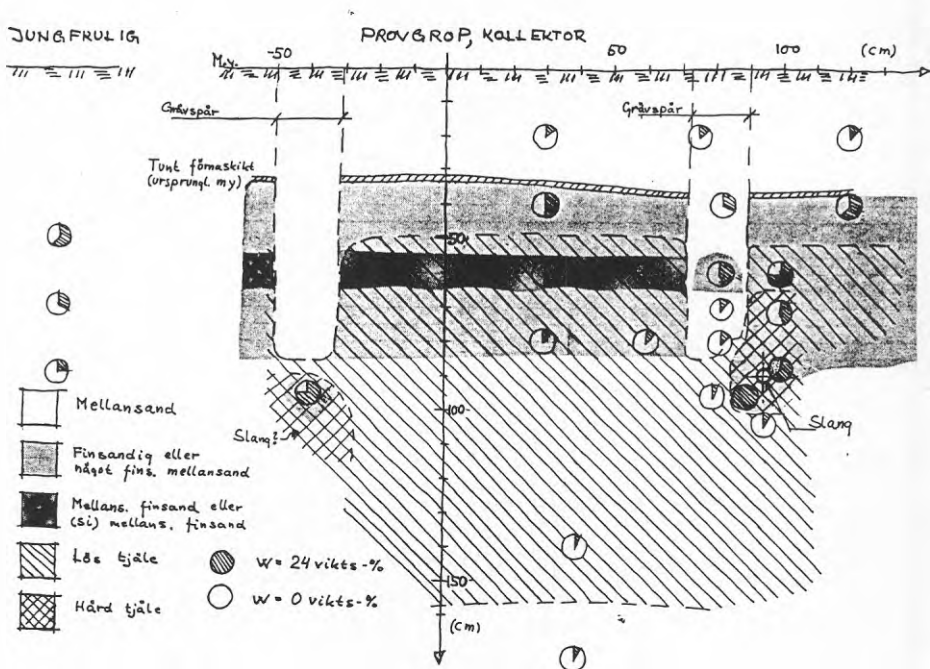 JUNGFRULIG
PROVGROP, KOLLEKTOR
M.y.
-50
50
100
(cm)
Grävspår
Grävspår
Tunt förnaskikt
(ursprungl. my)
50
100
150
(cm)
Slang?
Slang
Mellansand
Finsandig eller
något fins. mellansand
Mellans. finsand eller
(si) mellans. finsand
Lös tjäle
Hård tjäle
W = 24 vikts-%
W = 0 vikts-%